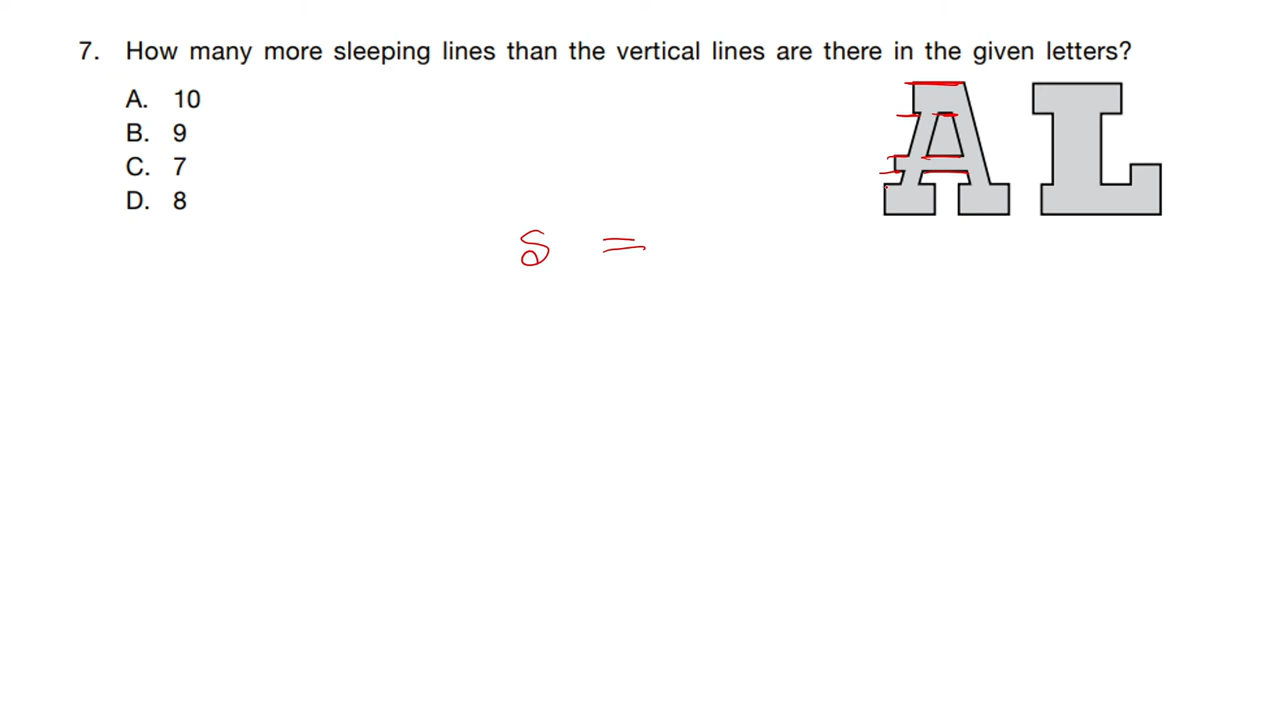 7. How many more sleeping lines than the vertical lines are there in the given letters?
A. 10
B. 9
C. 7
D. 8
A L
S =